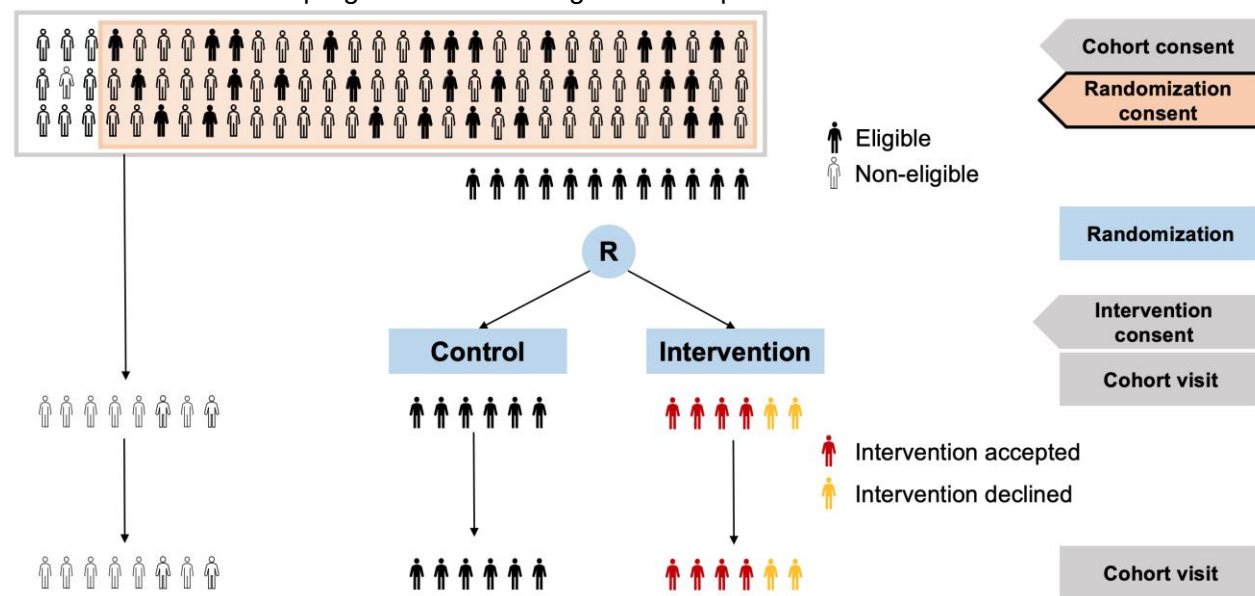 Cohort consent
Randomization
consent
Eligible
Non-eligible
Randomization
R
Intervention
consent
Control
Intervention
Cohort visit
Intervention accepted
Intervention declined
Cohort visit